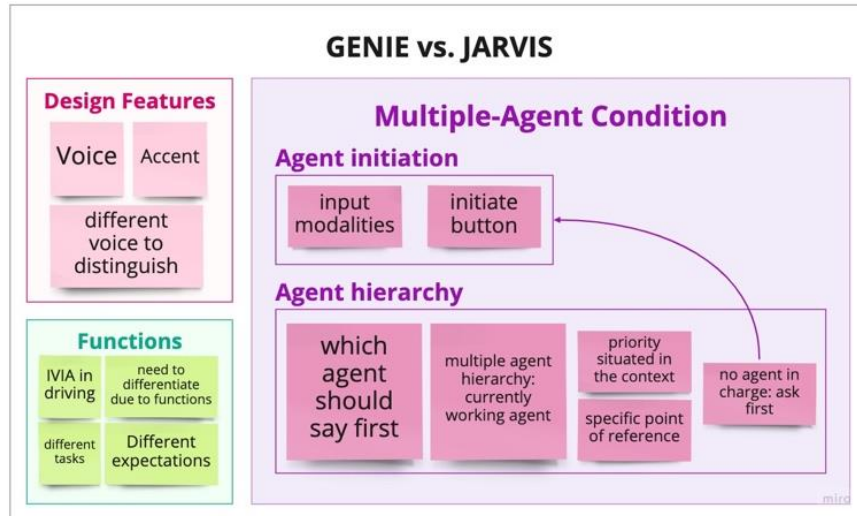 GENIE vs. JARVIS
Design Features
Voice
Accent
different
voice to
distinguish
Functions
IVIA in
driving
need to
differentiate
due to functions
different
tasks
Different
expectations
Multiple-Agent Condition
Agent initiation
input
modalities
initiate
button
Agent hierarchy
which
agent
should
say first
multiple agent
hierarchy:
currently
working agent
priority
situated in
the context
specific point
of reference
no agent in
charge: ask
first
miro